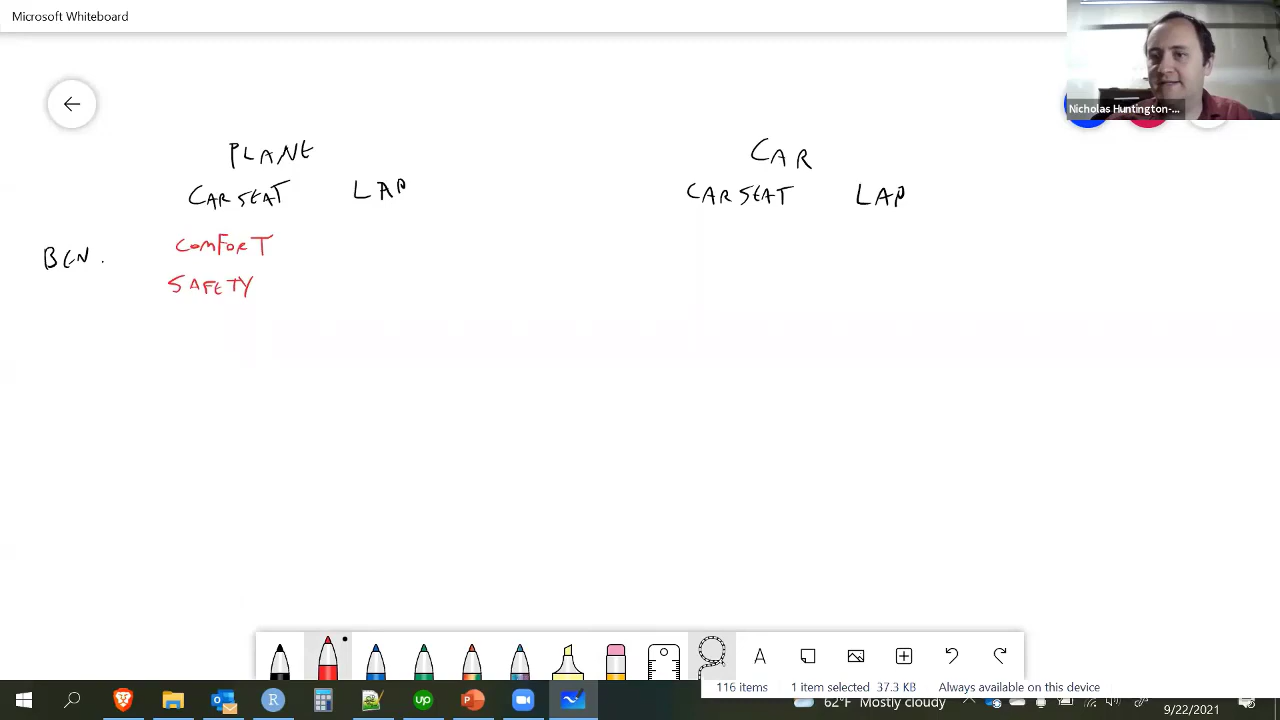 Microsoft Whiteboard
Nicholas Huntington-...
PLANE CAR
CARSEAT LAP CARSEAT LAP
COMFORT
BEN.
SAFETY
116 items 1 item selected 37.3 KB Always available on this device
62°F Mostly cloudy
9/22/2021